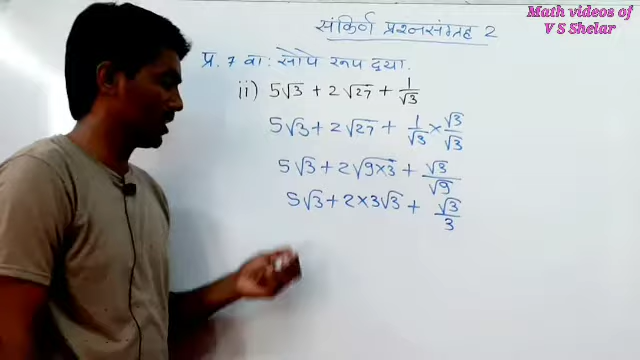 Math videos of
V S Shelar
संकिर्ण प्रश्नसंग्रह 2
प्र. 7 वा: सोपे रूप द्या.
ii) 5√3 + 2√27 + 1/√3
5√3 + 2√27 + 1/√3 × √3/√3
5√3 + 2√9×3 + √3/√9
5√3 + 2×3√3 + √3/3